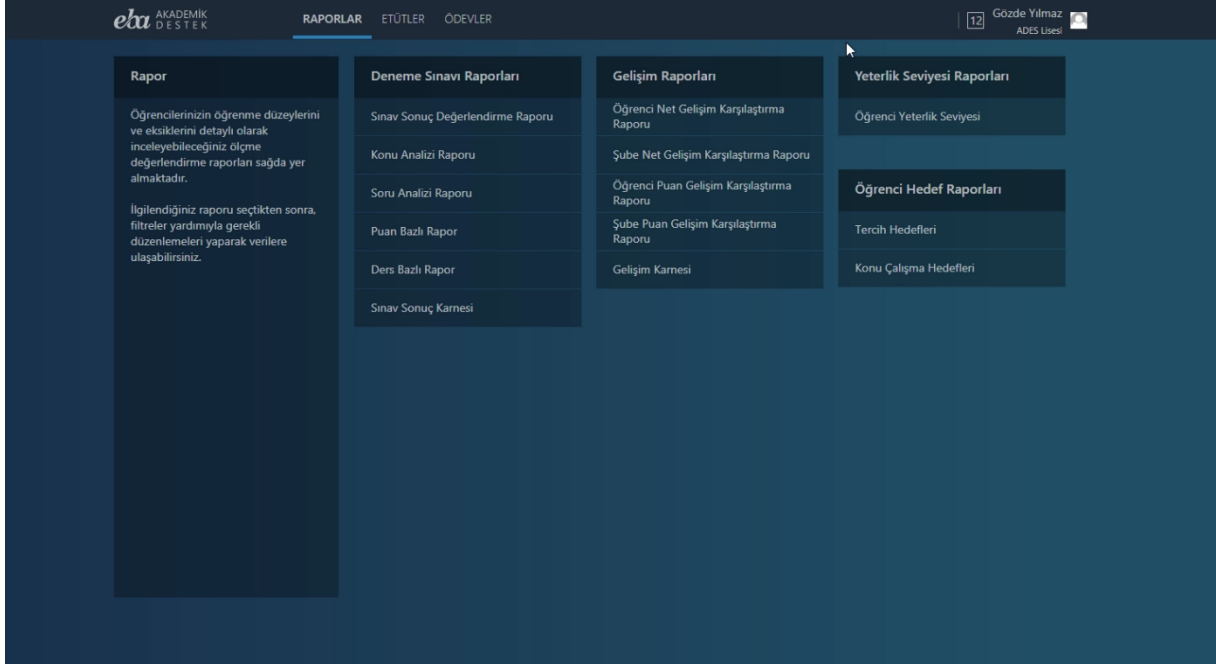 eba AKADEMİK
DESTEK
RAPORLAR ETÜTLER ÖDEVLER
12
Gözde Yılmaz
ADES Lisesi
Rapor
Öğrencilerinizin öğrenme düzeylerini
ve eksiklerini detaylı olarak
inceleyebileceğiniz ölçme
değerlendirme raporları sağda yer
almaktadır.
İlgilendiğiniz raporu seçtikten sonra,
filtreler yardımıyla gerekli
düzenlemeleri yaparak verilere
ulaşabilirsiniz.
Deneme Sınavı Raporları
Sınav Sonuç Değerlendirme Raporu
Konu Analizi Raporu
Soru Analizi Raporu
Puan Bazlı Rapor
Ders Bazlı Rapor
Sınav Sonuç Karnesi
Gelişim Raporları
Öğrenci Net Gelişim Karşılaştırma
Raporu
Şube Net Gelişim Karşılaştırma Raporu
Öğrenci Puan Gelişim Karşılaştırma
Raporu
Şube Puan Gelişim Karşılaştırma
Raporu
Gelişim Karnesi
Yeterlik Seviyesi Raporları
Öğrenci Yeterlik Seviyesi
Öğrenci Hedef Raporları
Tercih Hedefleri
Konu Çalışma Hedefleri